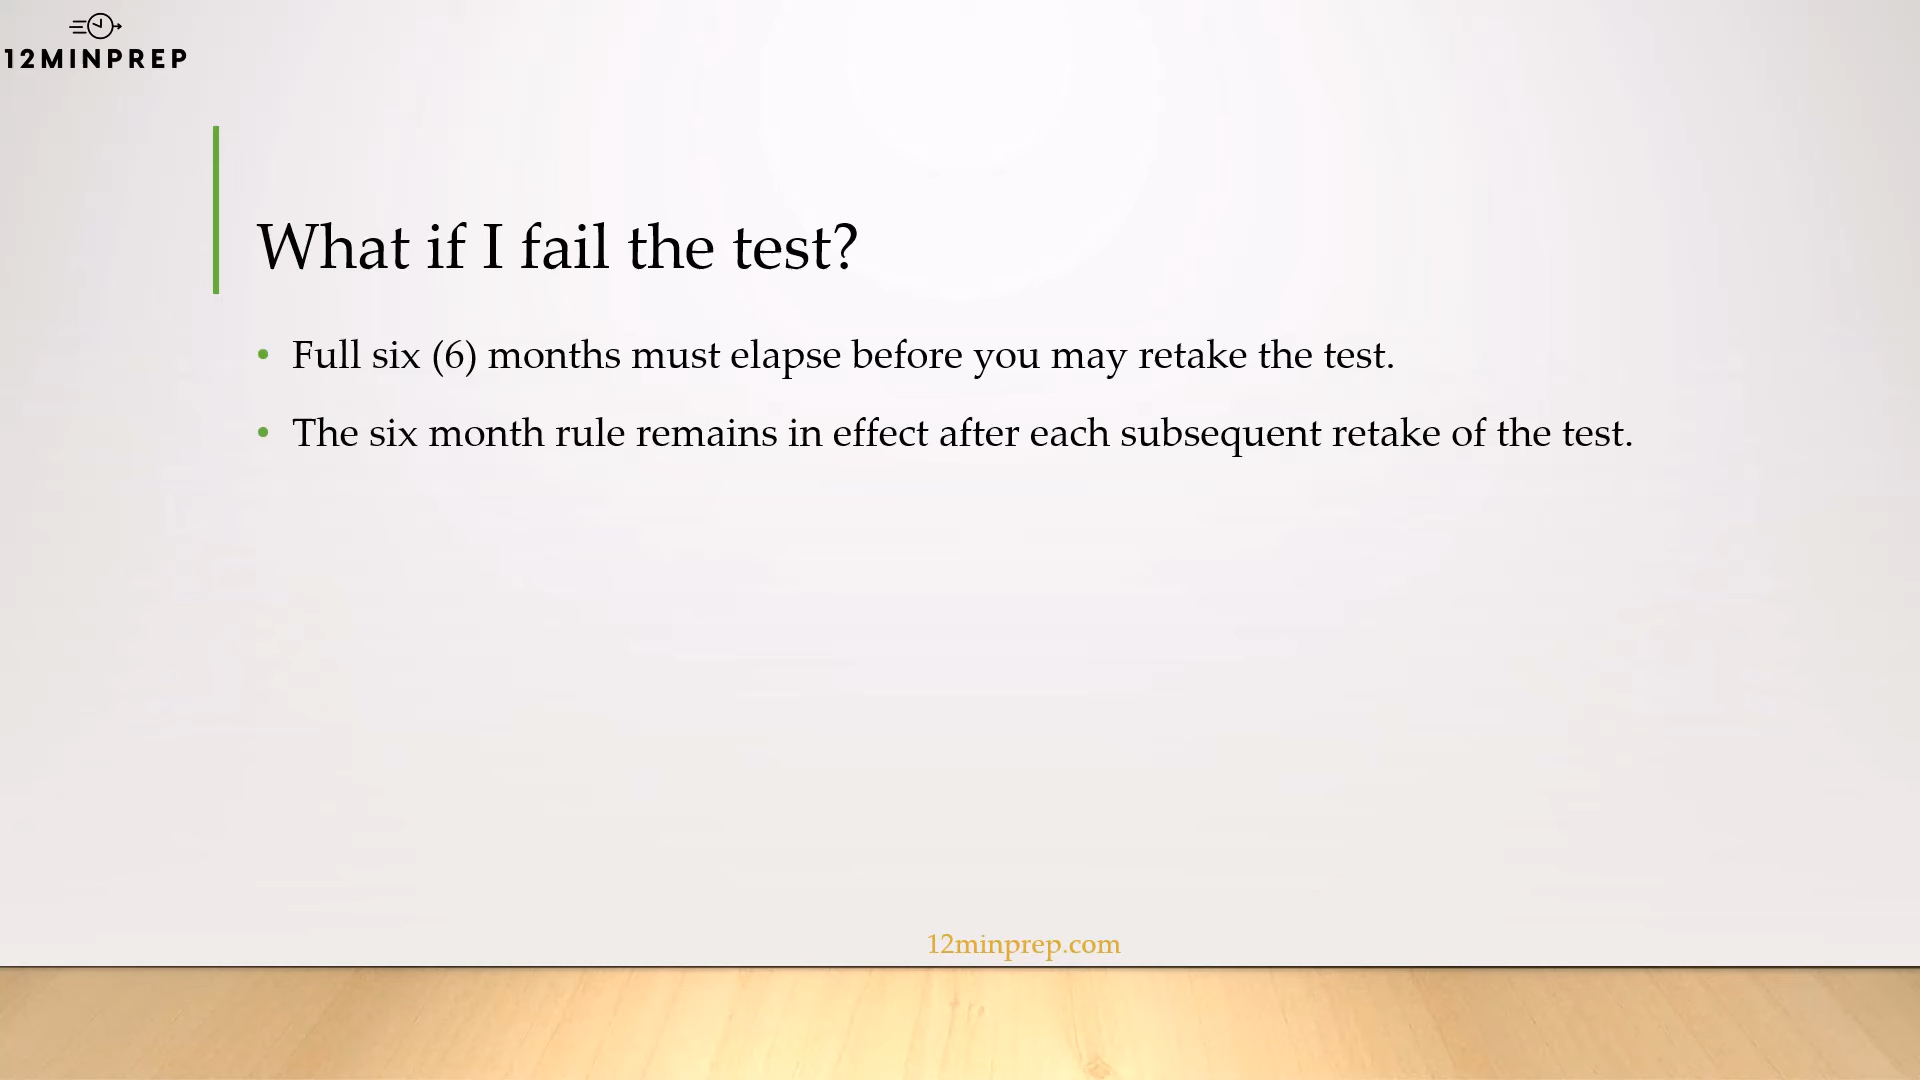 12MINPREP
What if I fail the test?
• Full six (6) months must elapse before you may retake the test.
• The six month rule remains in effect after each subsequent retake of the test.
12minprep.com